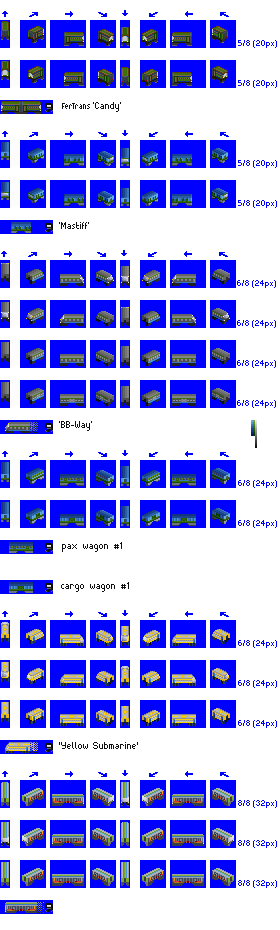 5/8 (20px)
5/8 (20px)
FerTrans 'Candy'
5/8 (20px)
5/8 (20px)
'Mastiff'
6/8 (24px)
6/8 (24px)
6/8 (24px)
6/8 (24px)
'BB-Way'
6/8 (24px)
6/8 (24px)
pax wagon #1
cargo wagon #1
6/8 (24px)
6/8 (24px)
6/8 (24px)
'Yellow Submarine'
8/8 (32px)
8/8 (32px)
8/8 (32px)